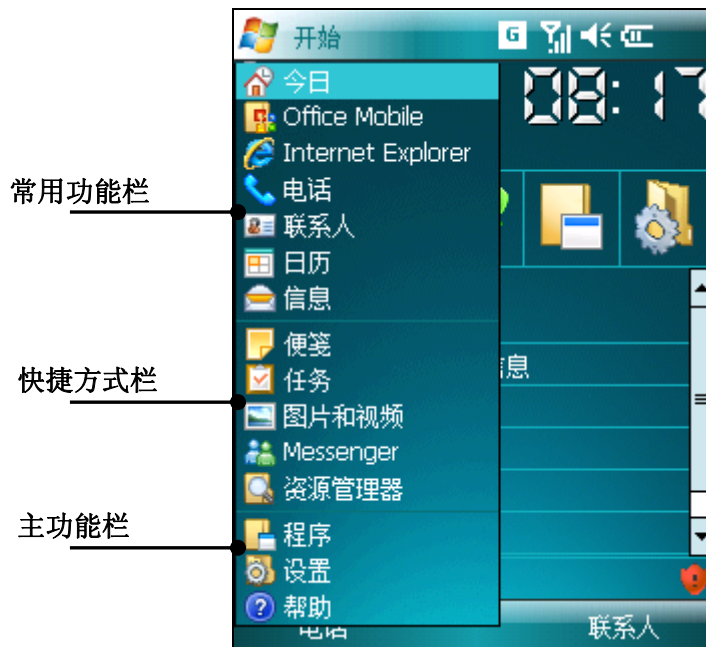 开始
G
今日
08:17
Office Mobile
Internet Explorer
常用功能栏
电话
联系人
日历
信息
便笺
息
快捷方式栏
任务
图片和视频
Messenger
资源管理器
主功能栏
程序
设置
帮助
电话
联系人